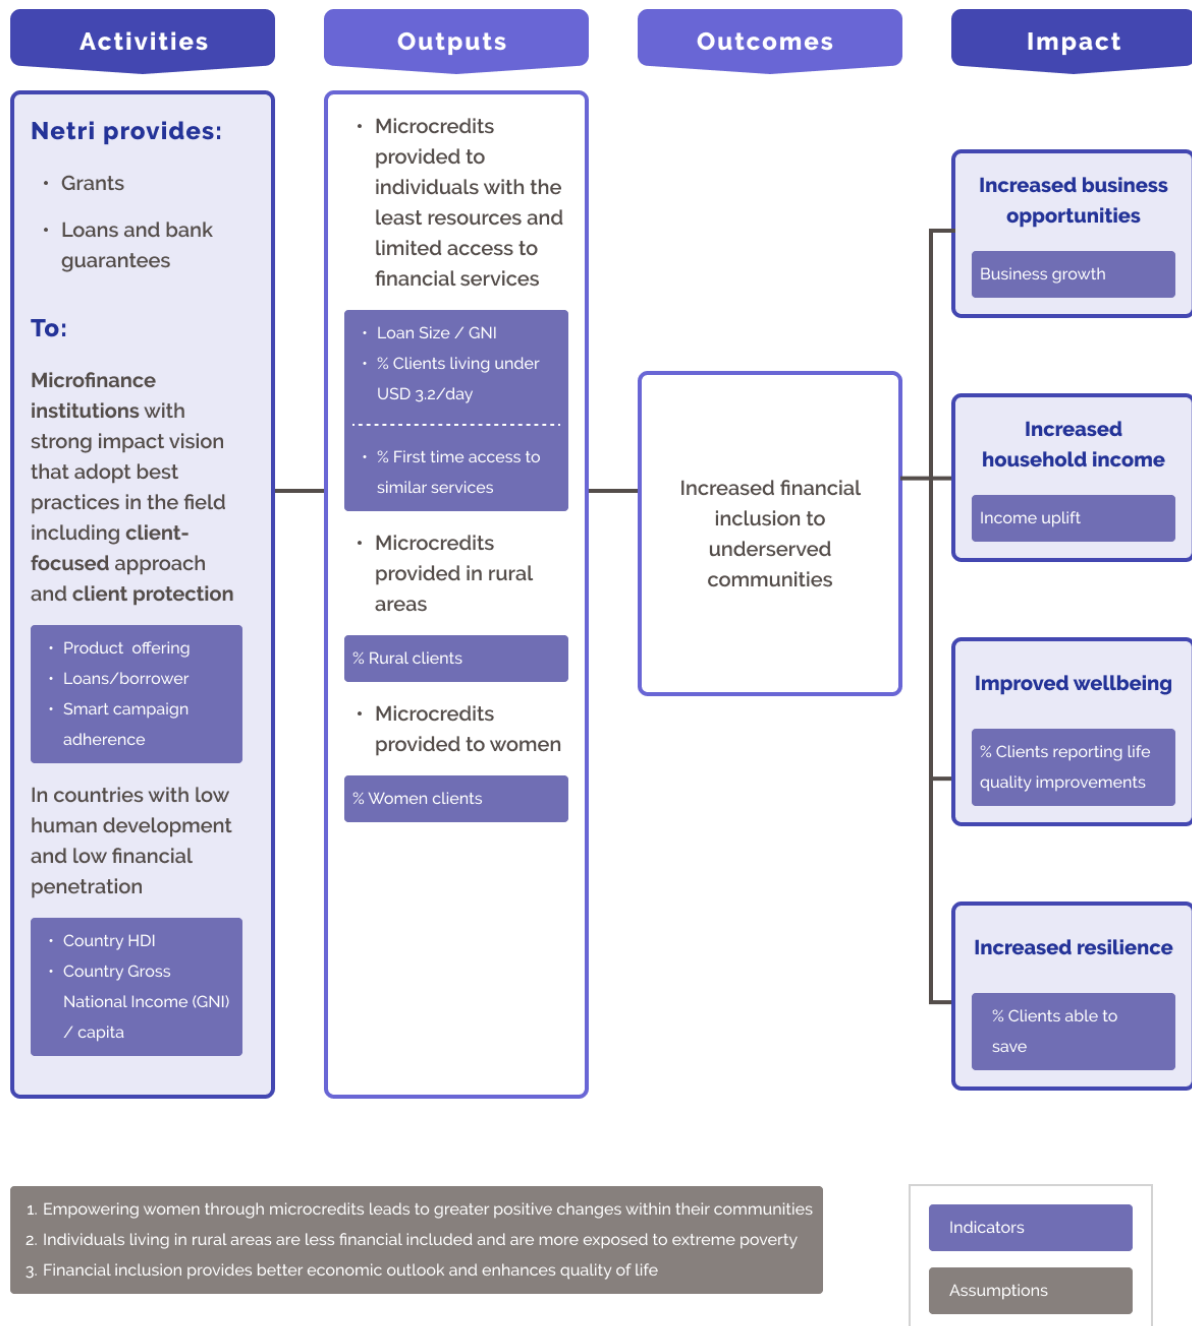 Activities
Netri provides:
• Grants
• Loans and bank
guarantees
To:
Microfinance
institutions with
strong impact vision
that adopt best
practices in the field
including client-
focused approach
and client protection
• Product offering
• Loans/borrower
• Smart campaign
adherence
In countries with low
human development
and low financial
penetration
• Country HDI
• Country Gross
National Income (GNI)
/ capita
Outputs
• Microcredits
provided to
individuals with the
least resources and
limited access to
financial services
• Loan Size / GNI
• % Clients living under
USD 3.2/day
• % First time access to
similar services
• Microcredits
provided in rural
areas
% Rural clients
• Microcredits
provided to women
% Women clients
Outcomes
Increased financial
inclusion to
underserved
communities
Impact
Increased business
opportunities
Business growth
Increased
household income
Income uplift
Improved wellbeing
% Clients reporting life
quality improvements
Increased resilience
% Clients able to
save
1. Empowering women through microcredits leads to greater positive changes within their communities
2. Individuals living in rural areas are less financial included and are more exposed to extreme poverty
3. Financial inclusion provides better economic outlook and enhances quality of life
Indicators
Assumptions